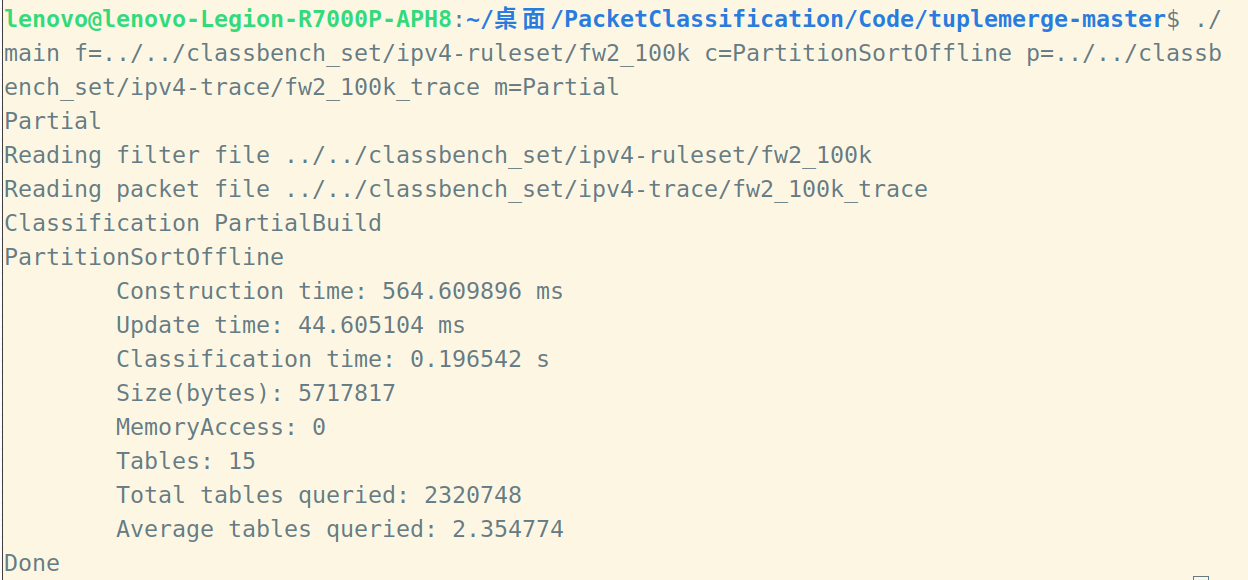 lenovo@lenovo-Legion-R7000P-APH8:~/桌面/PacketClassification/Code/tuplemerge-master$ ./
main f=../../classbench_set/ipv4-ruleset/fw2_100k c=PartitionSortOffline p=../../classb
ench_set/ipv4-trace/fw2_100k_trace m=Partial
Partial
Reading filter file ../../classbench_set/ipv4-ruleset/fw2_100k
Reading packet file ../../classbench_set/ipv4-trace/fw2_100k_trace
Classification PartialBuild
PartitionSortOffline
Construction time: 564.609896 ms
Update time: 44.605104 ms
Classification time: 0.196542 s
Size(bytes): 5717817
MemoryAccess: 0
Tables: 15
Total tables queried: 2320748
Average tables queried: 2.354774
Done